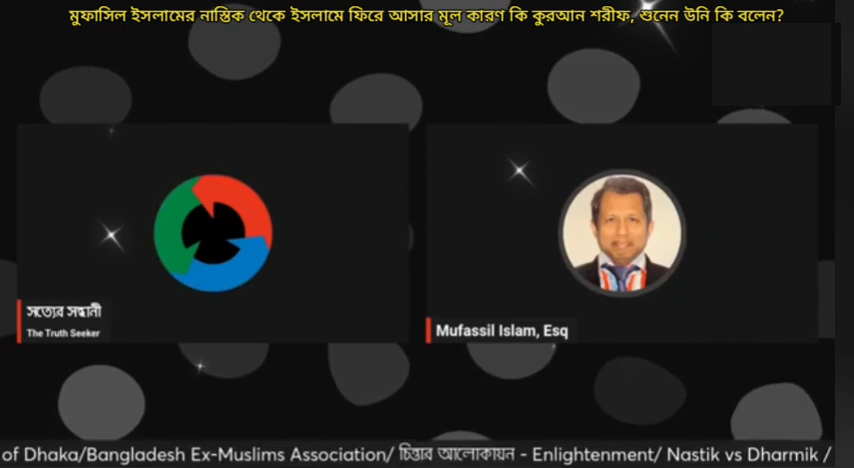 মুফাসিল ইসলামের নাস্তিক থেকে ইসলামে ফিরে আসার মূল কারণ কি কুরআন শরীফ, শুনেন উনি কি বলেন?
সত্যের সন্ধানী
The Truth Seeker
Mufassil Islam, Esq
of Dhaka/Bangladesh Ex-Muslims Association/ চিন্তার আলোকায়ন - Enlightenment/ Nastik vs Dharmik /